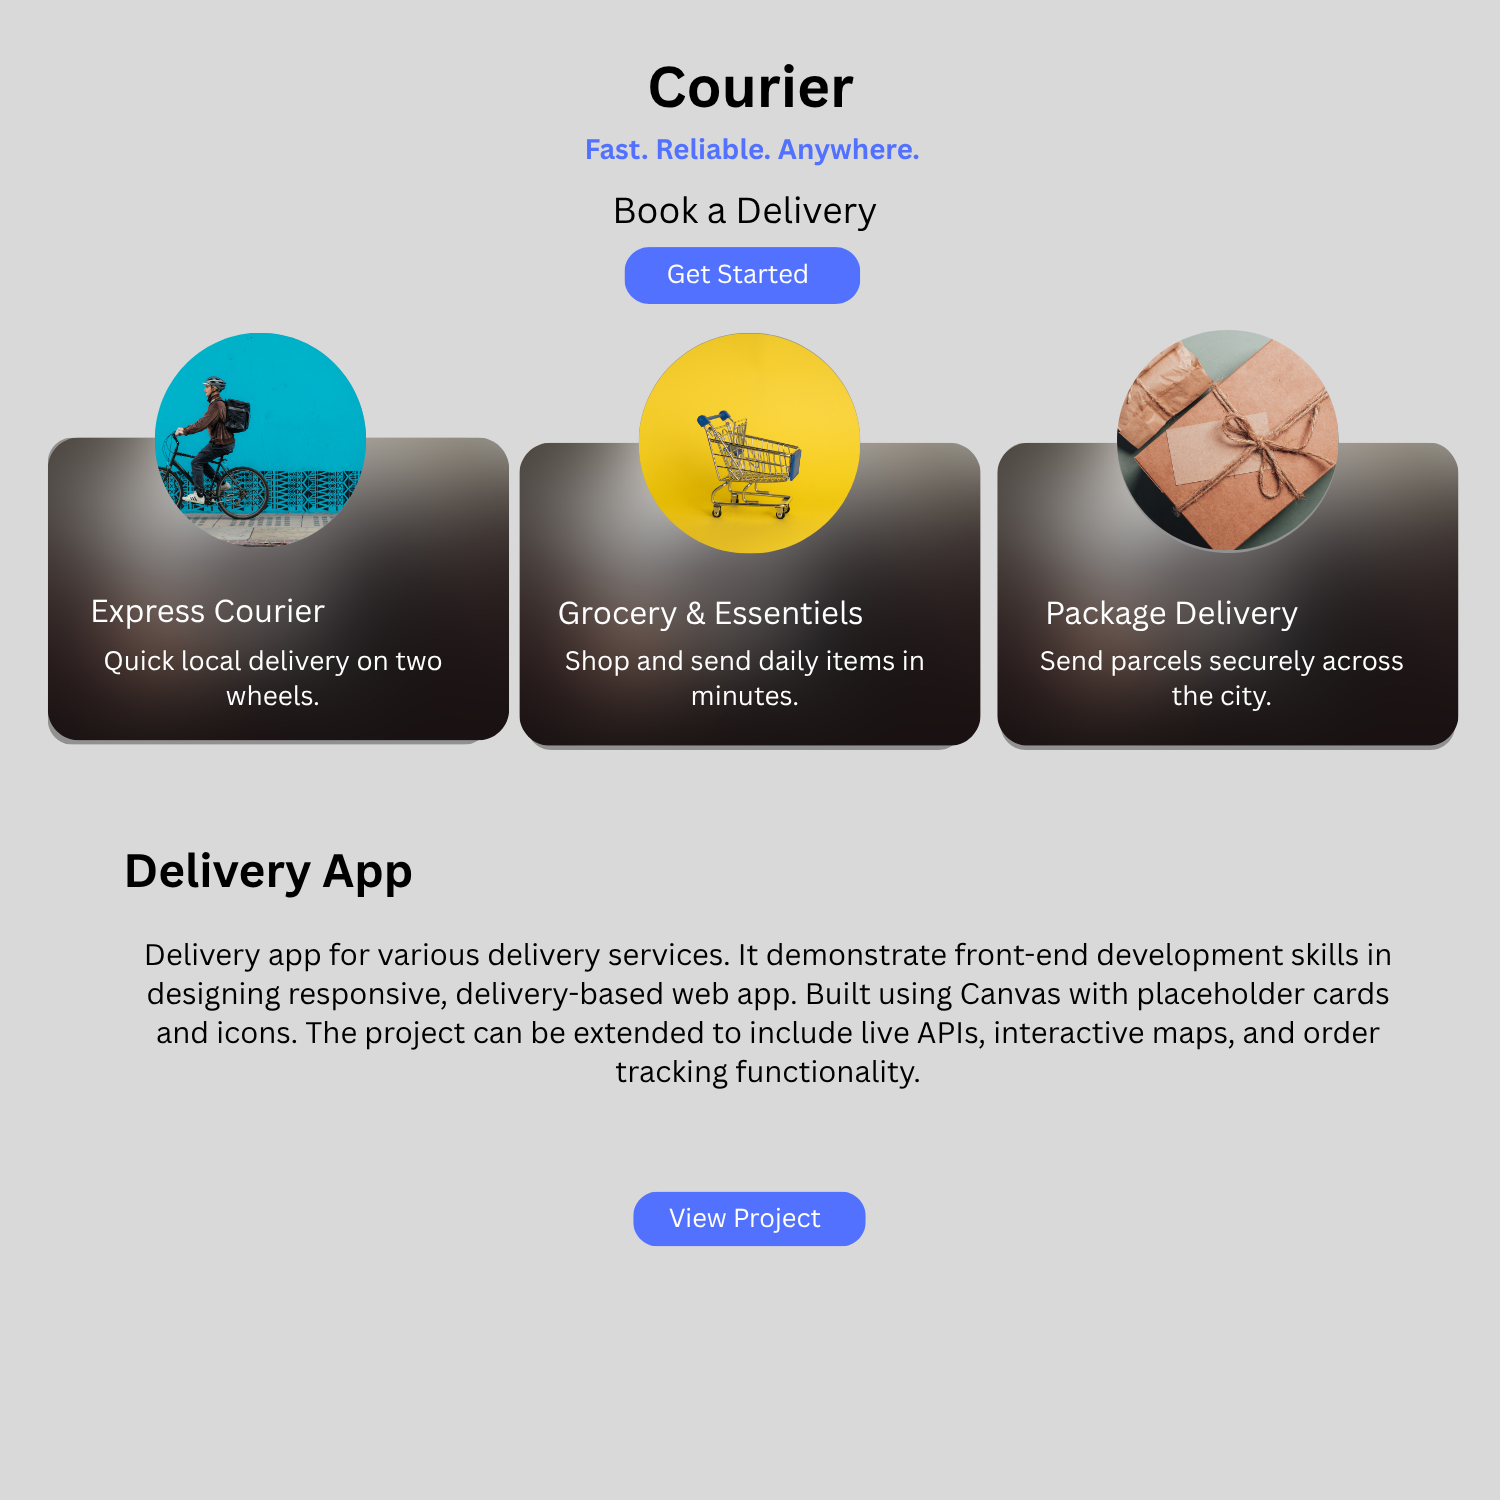 Courier
Fast. Reliable. Anywhere.
Book a Delivery
Get Started
Express Courier
Quick local delivery on two
wheels.
Grocery & Essentiels
Shop and send daily items in
minutes.
Package Delivery
Send parcels securely across
the city.
Delivery App
Delivery app for various delivery services. It demonstrate front-end development skills in
designing responsive, delivery-based web app. Built using Canvas with placeholder cards
and icons. The project can be extended to include live APIs, interactive maps, and order
tracking functionality.
View Project